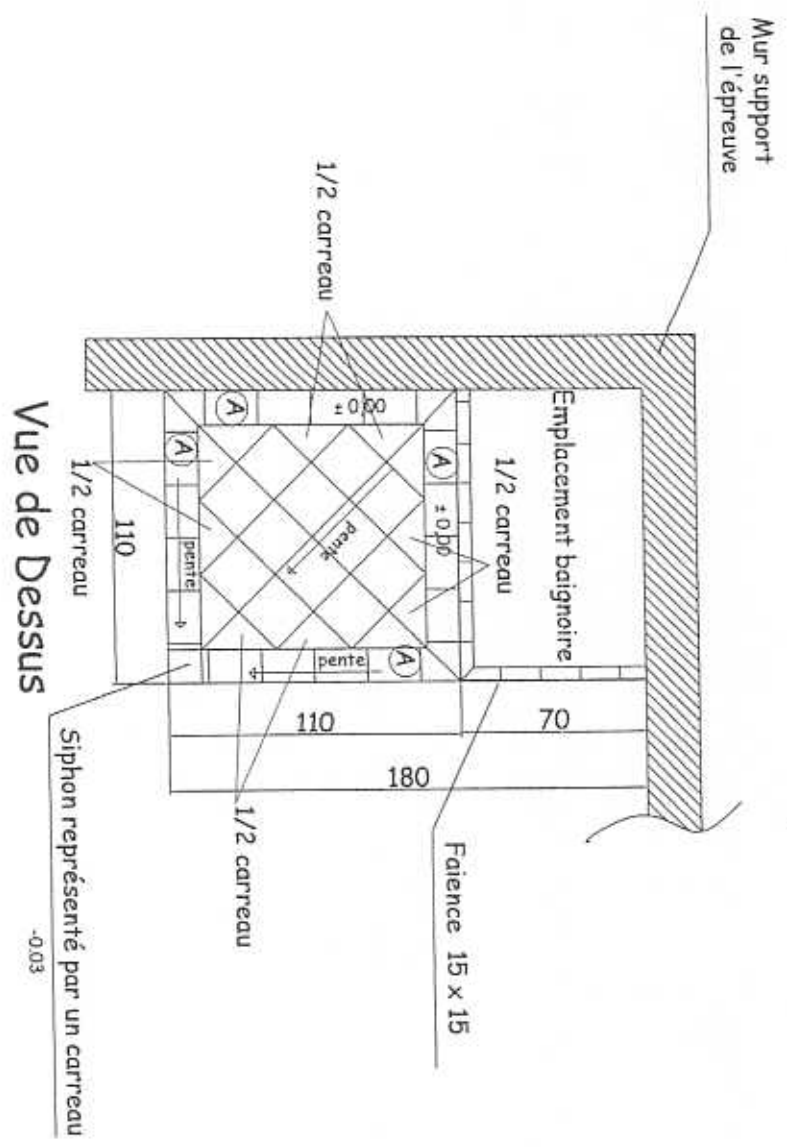 Mur support
de l'épreuve
1/2 carreau
Emplacement baignoire
1/2 carreau
± 0,00
± 0,00
A
A
A
A
pente
pente
pente
1/2 carreau
1/2 carreau
110
110
70
180
Faience 15 x 15
Siphon représenté par un carreau
-0.03
Vue de Dessus